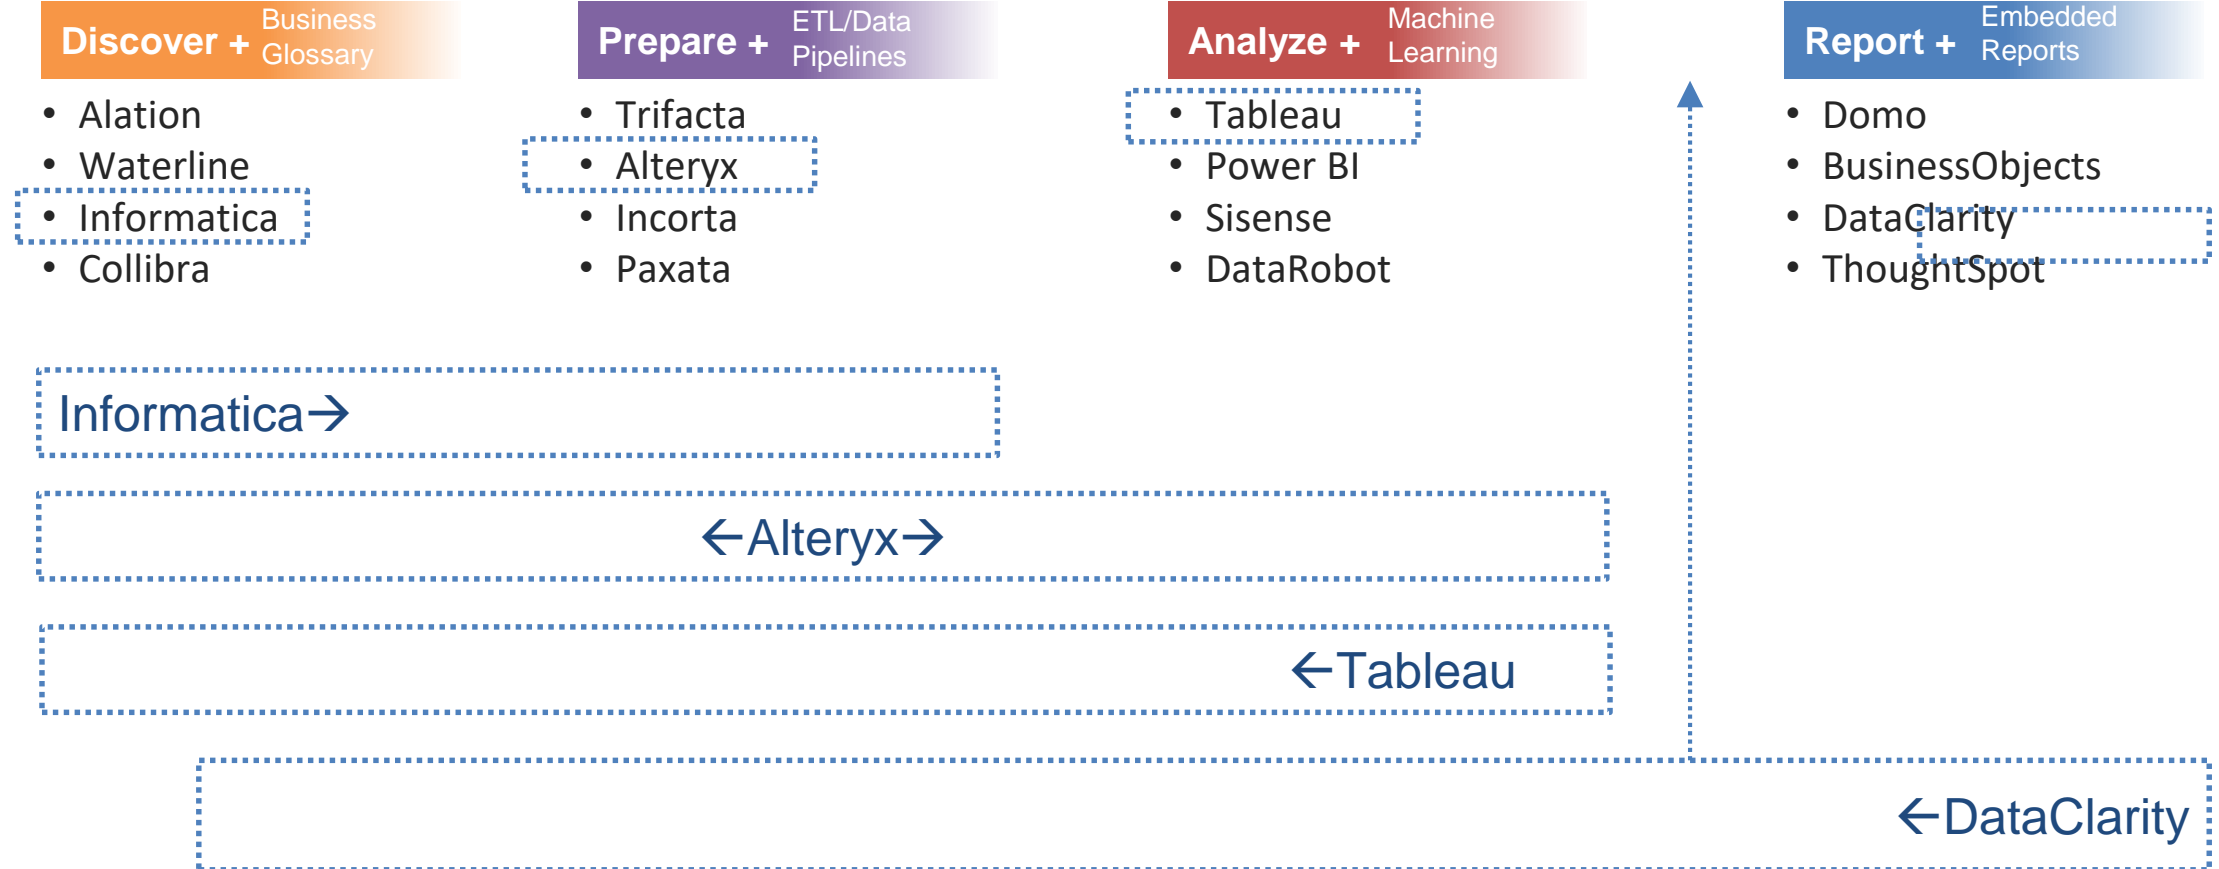 Discover + Business
Glossary
• Alation
• Waterline
• Informatica
• Collibra
Prepare + ETL/Data
Pipelines
• Trifacta
• Alteryx
• Incorta
• Paxata
Analyze + Machine
Learning
• Tableau
• Power BI
• Sisense
• DataRobot
Report + Embedded
Reports
• Domo
• BusinessObjects
• DataClarity
• ThoughtSpot
Informatica→
←Alteryx→
←Tableau
←DataClarity